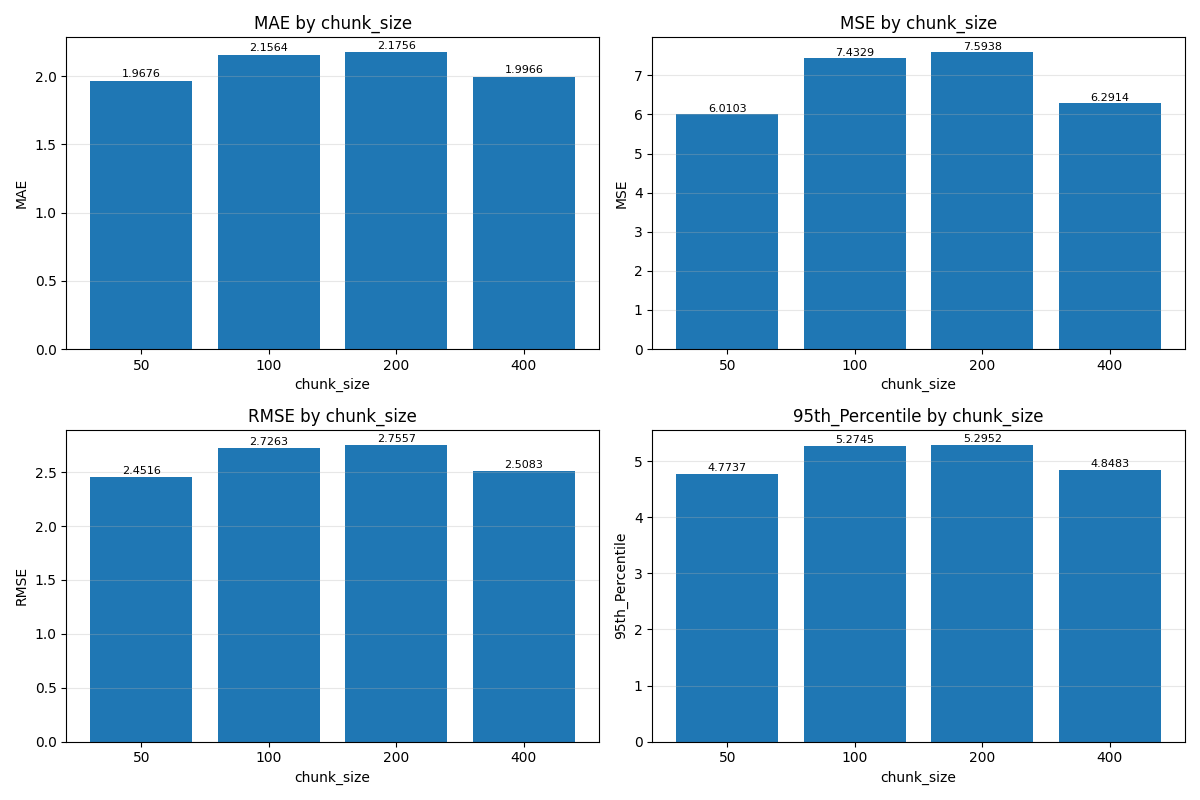 MAE by chunk_size
MAE
2.0
1.5
1.0
0.5
0.0
1.9676
2.1564
2.1756
1.9966
50 100 200 400
chunk_size
MSE by chunk_size
MSE
7
6
5
4
3
2
1
0
6.0103
7.4329
7.5938
6.2914
50 100 200 400
chunk_size
RMSE by chunk_size
RMSE
2.5
2.0
1.5
1.0
0.5
0.0
2.4516
2.7263
2.7557
2.5083
50 100 200 400
chunk_size
95th_Percentile by chunk_size
95th_Percentile
5
4
3
2
1
0
4.7737
5.2745
5.2952
4.8483
50 100 200 400
chunk_size